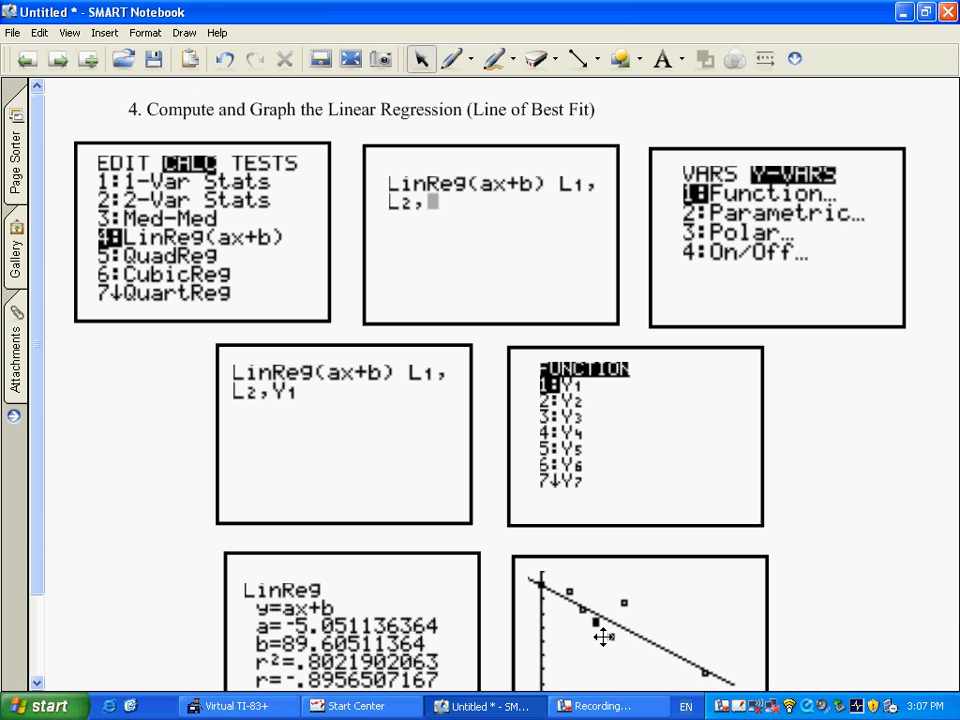 Untitled * - SMART Notebook
File Edit View Insert Format Draw Help
Page Sorter
Gallery
Attachments
4. Compute and Graph the Linear Regression (Line of Best Fit)
EDIT CALC TESTS
1:1-Var Stats
2:2-Var Stats
3:Med-Med
4:LinReg(ax+b)
5:QuadReg
6:CubicReg
7↓QuartReg
LinReg(ax+b) L1,
L2,
VARS Y-VARS
1:Function…
2:Parametric…
3:Polar…
4:On/Off…
LinReg(ax+b) L1,
L2,Y1
FUNCTION
1:Y1
2:Y2
3:Y3
4:Y4
5:Y5
6:Y6
7↓Y7
LinReg
y=ax+b
a=-5.051136364
b=89.60511364
r²=.8021902063
r=-.8956507167
start
Virtual TI-83+
Start Center
Untitled * - SM...
Recording...
EN
3:07 PM